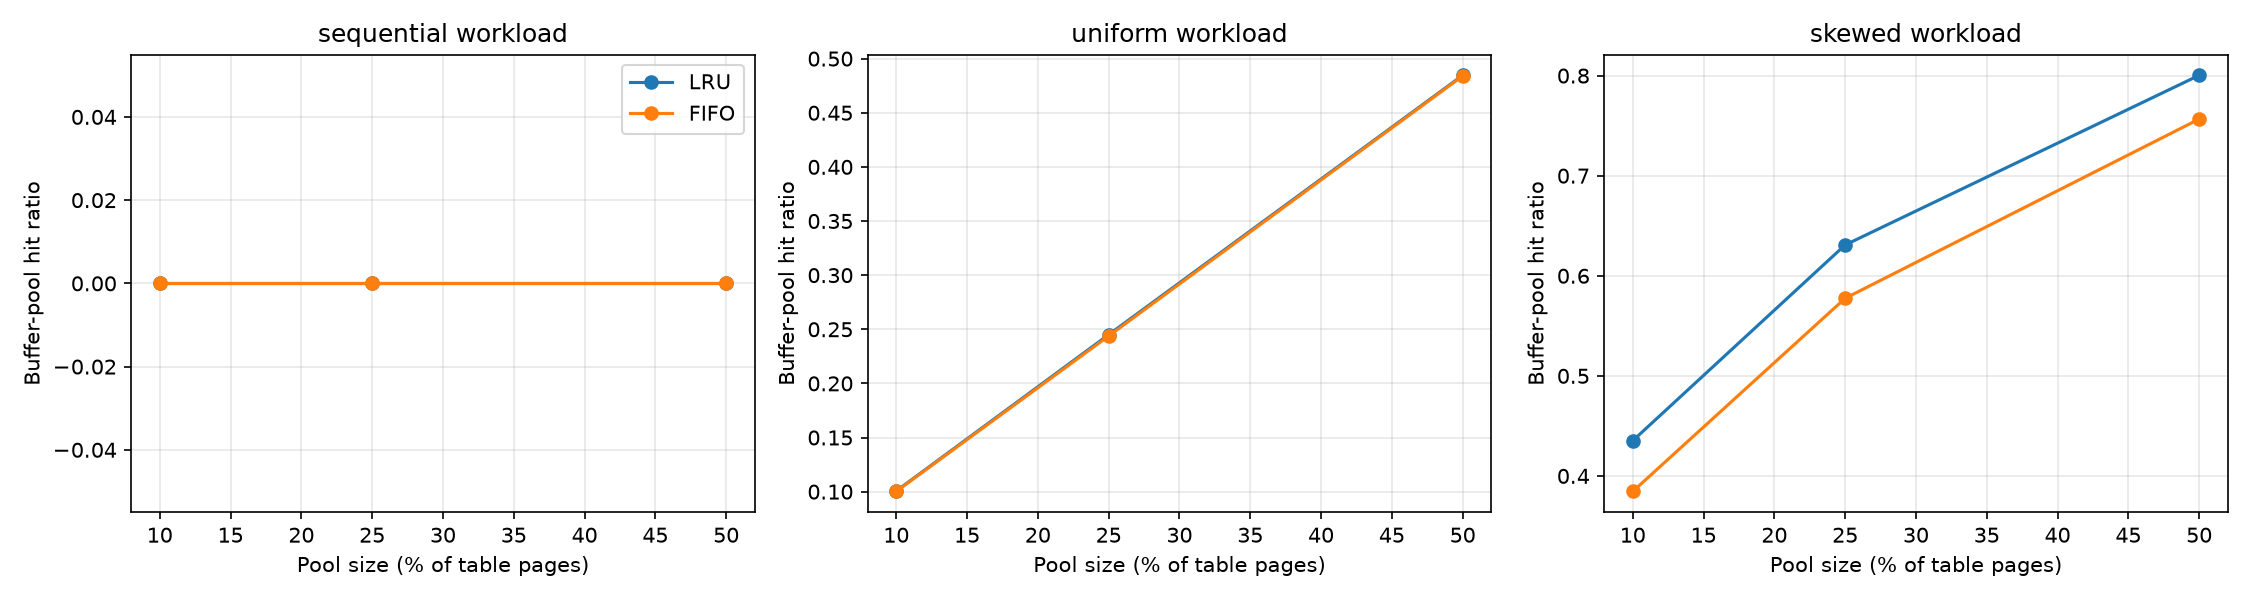 sequential workload
LRU
FIFO
0.04
0.02
0.00
−0.02
−0.04
Buffer-pool hit ratio
10 15 20 25 30 35 40 45 50
Pool size (% of table pages)
uniform workload
0.50
0.45
0.40
0.35
0.30
0.25
0.20
0.15
0.10
Buffer-pool hit ratio
10 15 20 25 30 35 40 45 50
Pool size (% of table pages)
skewed workload
0.8
0.7
0.6
0.5
0.4
Buffer-pool hit ratio
10 15 20 25 30 35 40 45 50
Pool size (% of table pages)